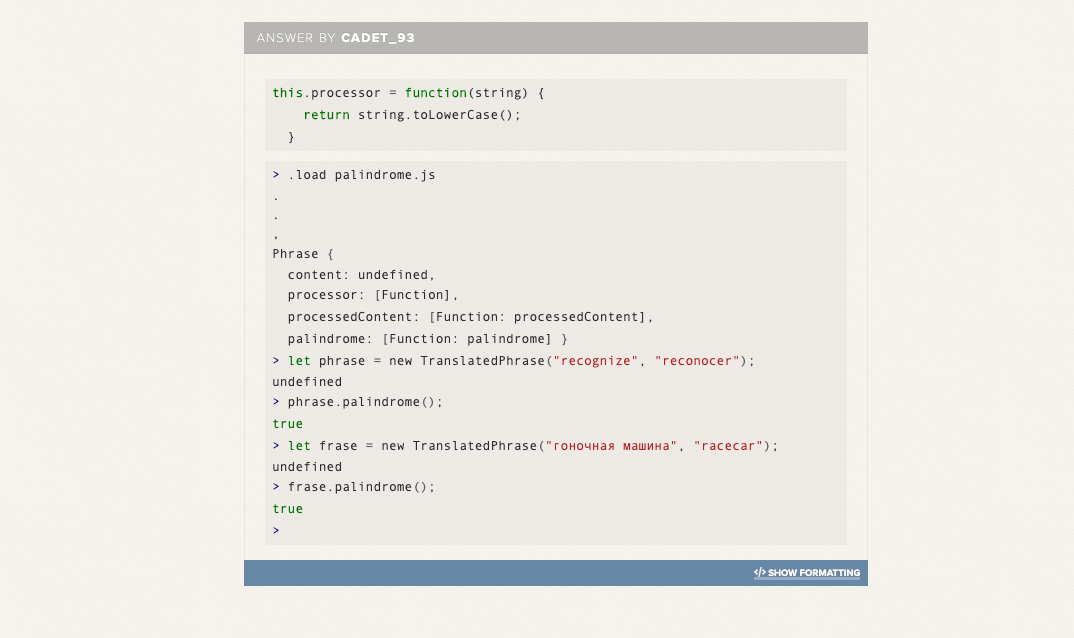 ANSWER BY CADET_93
this.processor = function(string) {
    return string.toLowerCase();
  }
> .load palindrome.js
.
.
,
Phrase {
  content: undefined,
  processor: [Function],
  processedContent: [Function: processedContent],
  palindrome: [Function: palindrome] }
> let phrase = new TranslatedPhrase("recognize", "reconocer");
undefined
> phrase.palindrome();
true
> let frase = new TranslatedPhrase("гоночная машина", "racecar");
undefined
> frase.palindrome();
true
>
</> SHOW FORMATTING